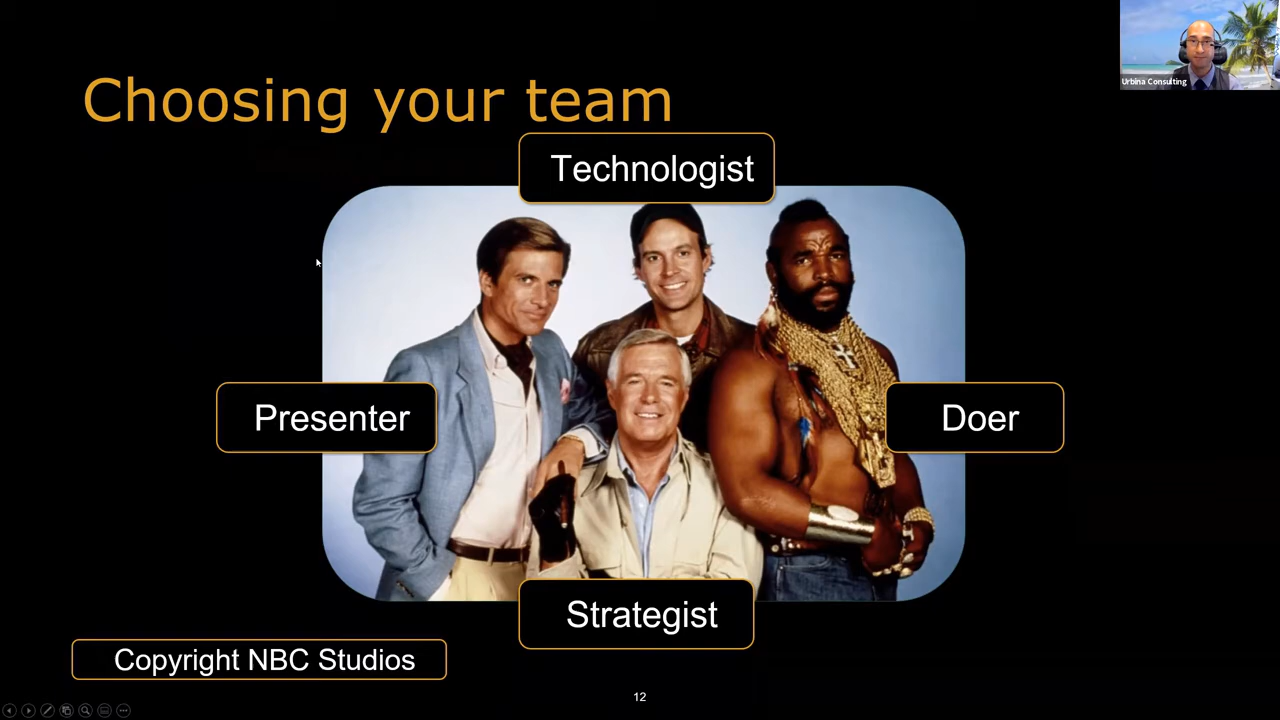 Urbina Consulting
Choosing your team
Technologist
Presenter
Doer
Strategist
Copyright NBC Studios
12